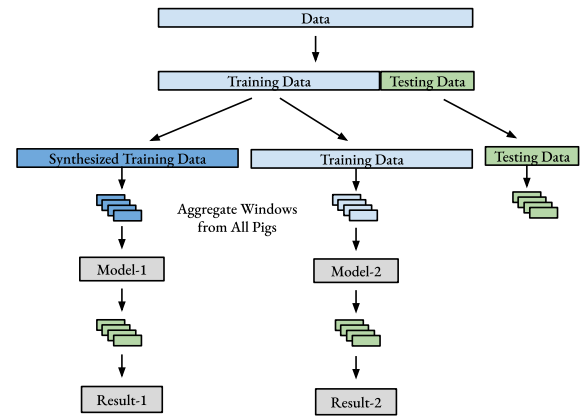 Data
Training Data
Testing Data
Synthesized Training Data
Training Data
Testing Data
Aggregate Windows
from All Pigs
Model-1
Model-2
Result-1
Result-2